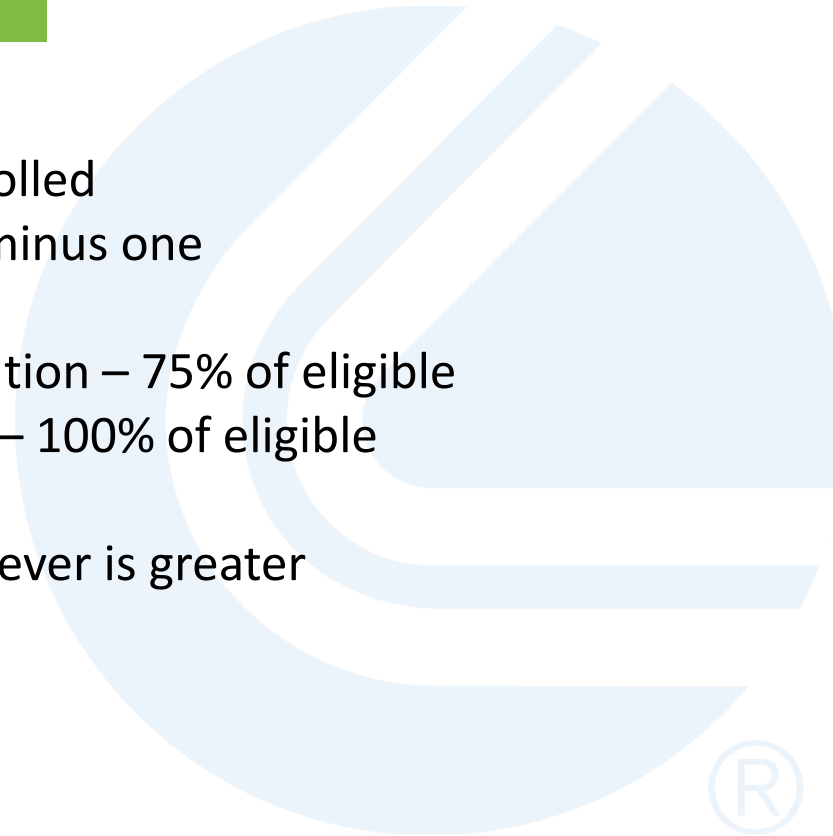 olled
minus one
tion – 75% of eligible
– 100% of eligible
ever is greater
®